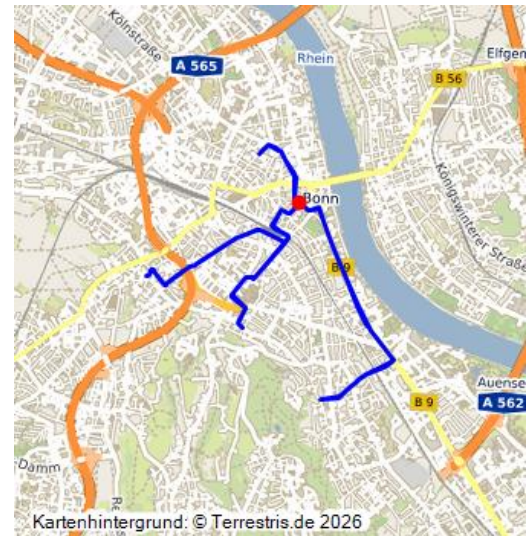 Kölnstraße
A 565
Rhein
Elfgen
B 56
Königswinterer Straße
Bonn
B 9
Auense
B 9
A 562
-Damm
Kartenhintergrund: © Terrestris.de 2026